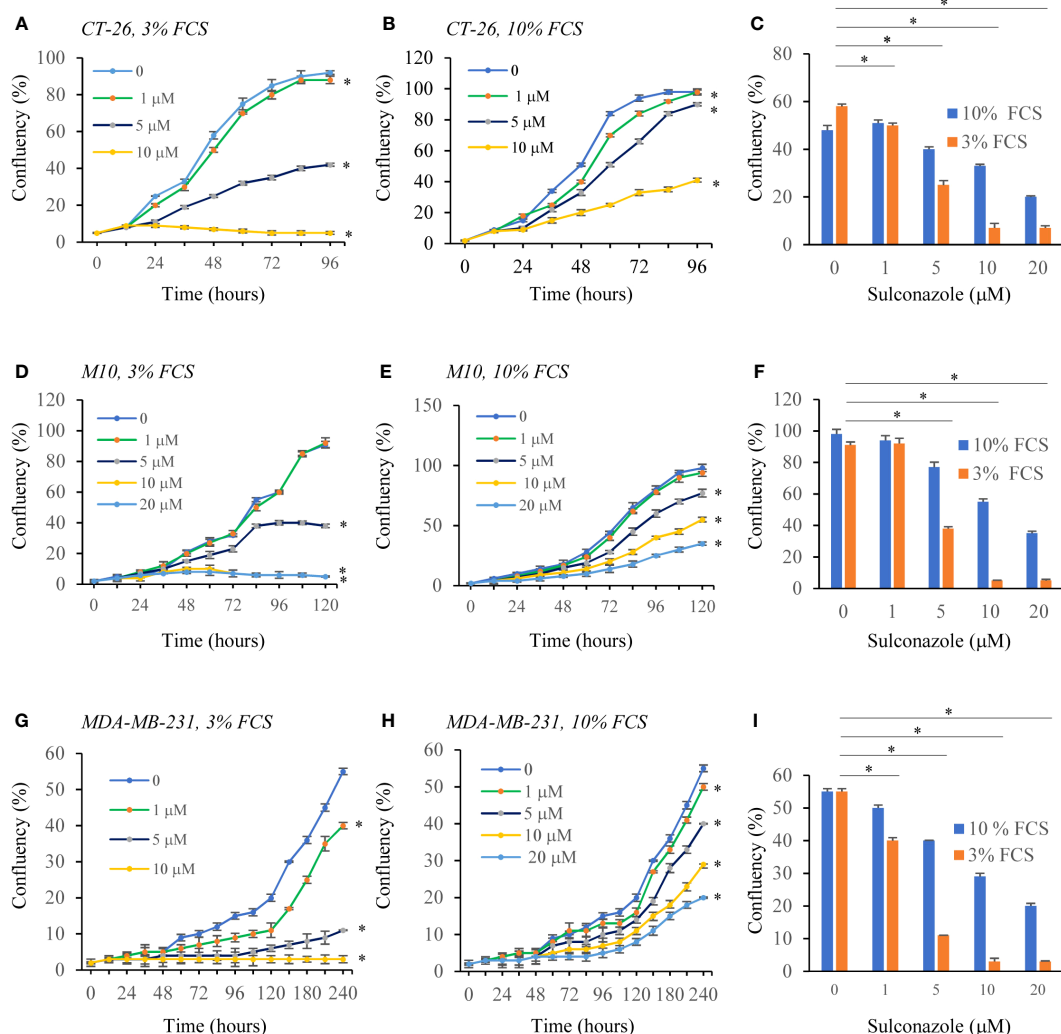 A
CT-26, 3% FCS
Confluency (%)
100
80
60
40
20
0
0
1 µM
5 µM
10 µM
*
*
*
0 24 48 72 96
Time (hours)
B
CT-26, 10% FCS
Confluency (%)
120
100
80
60
40
20
0
0
1 µM
5 µM
10 µM
*
*
*
0 24 48 72 96
Time (hours)
C
*
*
*
*
Confluency (%)
80
60
40
20
0
10% FCS
3% FCS
0 1 5 10 20
Sulconazole (µM)
D
M10, 3% FCS
Confluency (%)
120
100
80
60
40
20
0
0
1 µM
5 µM
10 µM
20 µM
*
*
*
0 24 48 72 96 120
Time (hours)
E
M10, 10% FCS
Confluency (%)
150
100
50
0
0
1 µM
5 µM
10 µM
20 µM
*
*
*
0 24 48 72 96 120
Time (hours)
F
*
*
*
Confluency (%)
120
100
80
60
40
20
0
10% FCS
3% FCS
0 1 5 10 20
Sulconazole (µM)
G
MDA-MB-231, 3% FCS
Confluency (%)
60
50
40
30
20
10
0
0
1 µM
5 µM
10 µM
*
*
*
0 24 48 72 96 120 180 240
Time (hours)
H
MDA-MB-231, 10% FCS
Confluency (%)
60
50
40
30
20
10
0
0
1 µM
5 µM
10 µM
20 µM
*
*
*
*
0 24 48 72 96 120 180 240
Time (hours)
I
*
*
*
*
Confluency (%)
60
50
40
30
20
10
0
10 % FCS
3% FCS
0 1 5 10 20
Sulconazole (µM)